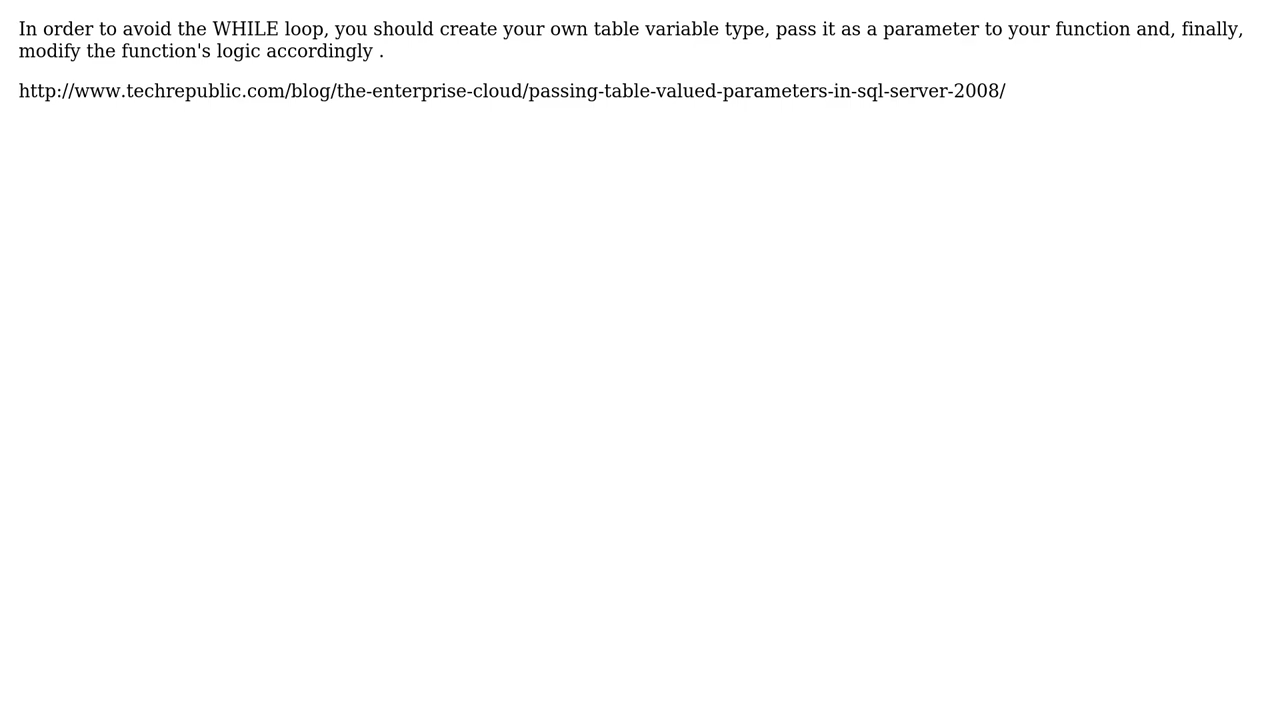 In order to avoid the WHILE loop, you should create your own table variable type, pass it as a parameter to your function and, finally,
modify the function's logic accordingly .
http://www.techrepublic.com/blog/the-enterprise-cloud/passing-table-valued-parameters-in-sql-server-2008/